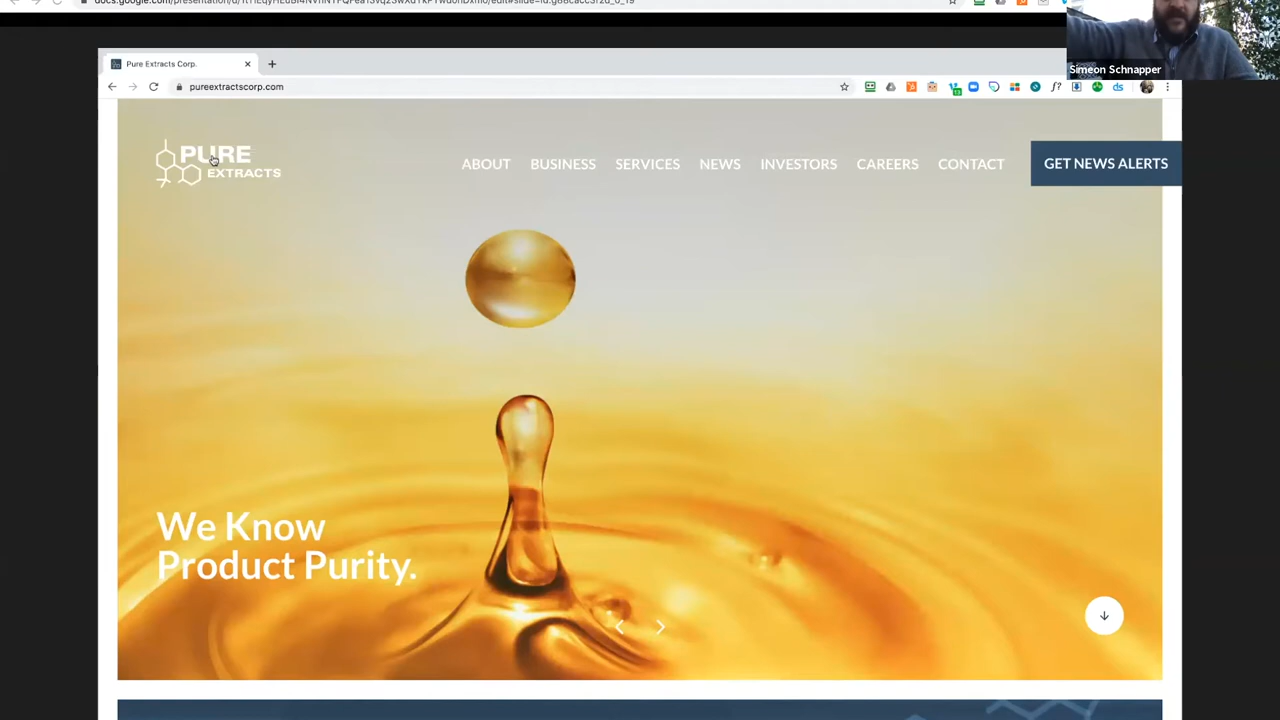 Simeon Schnapper
Pure Extracts Corp.
pureextractscorp.com
PURE
EXTRACTS
ABOUT BUSINESS SERVICES NEWS INVESTORS CAREERS CONTACT GET NEWS ALERTS
We Know
Product Purity.